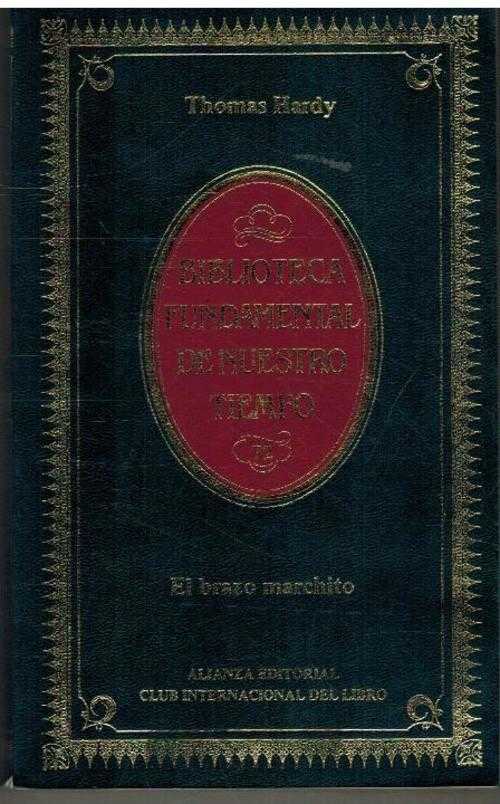 Thomas Hardy
BIBLIOTECA
FUNDAMENTAL
DE NUESTRO
TIEMPO
El brazo marchito
ALIANZA EDITORIAL
CLUB INTERNACIONAL DEL LIBRO